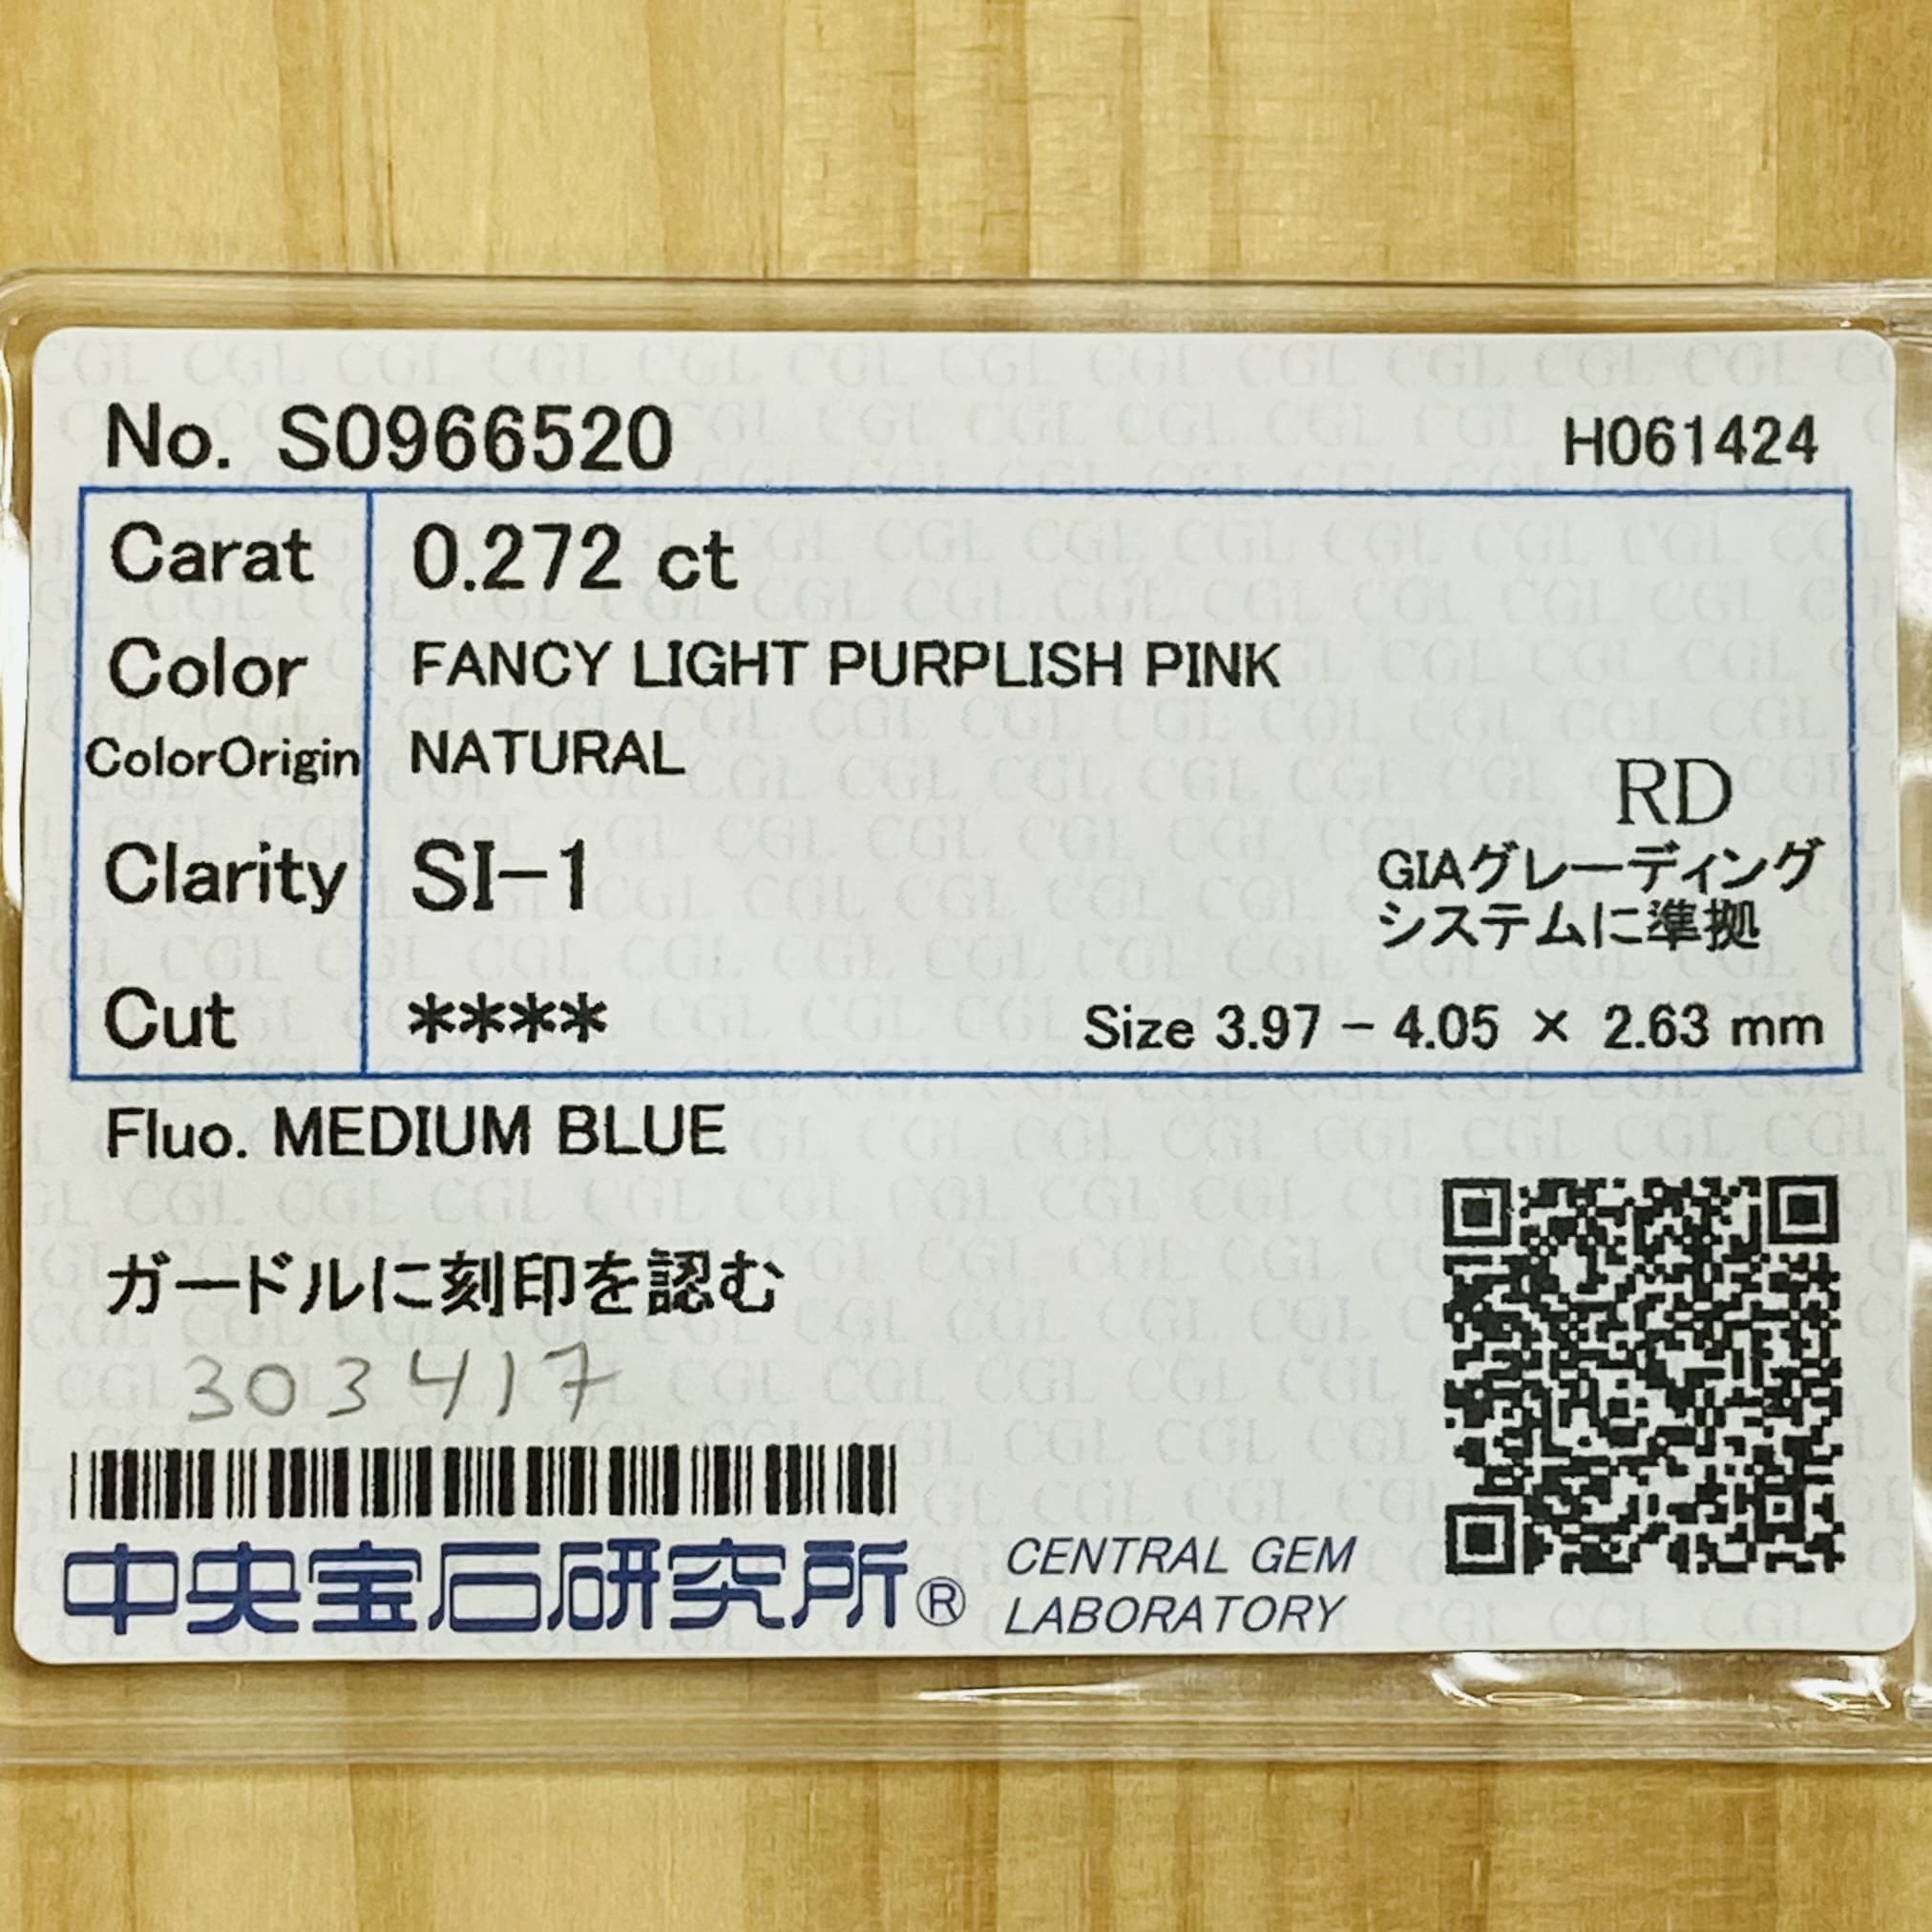 No. S0966520 H061424
Carat 0.272 ct
Color FANCY LIGHT PURPLISH PINK
ColorOrigin NATURAL
RD
Clarity SI-1
GIAグレーディング
システムに準拠
Cut ****
Size 3.97 - 4.05 × 2.63 mm
Fluo. MEDIUM BLUE
ガードルに刻印を認む
303417
中央宝石研究所® CENTRAL GEM
LABORATORY